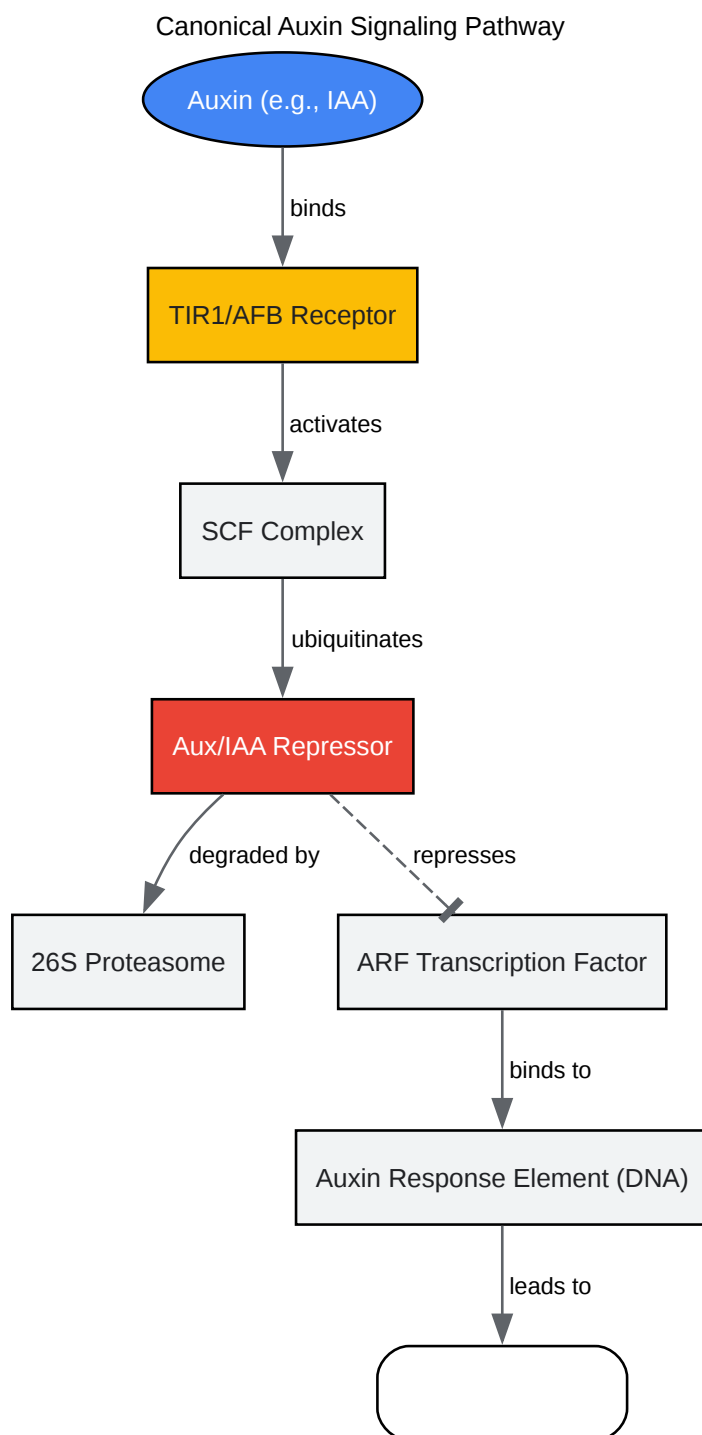 Canonical Auxin Signaling Pathway
Auxin (e.g., IAA)
binds
TIR1/AFB Receptor
activates
SCF Complex
ubiquitinates
Aux/IAA Repressor
degraded by
represses
26S Proteasome
ARF Transcription Factor
binds to
Auxin Response Element (DNA)
leads to